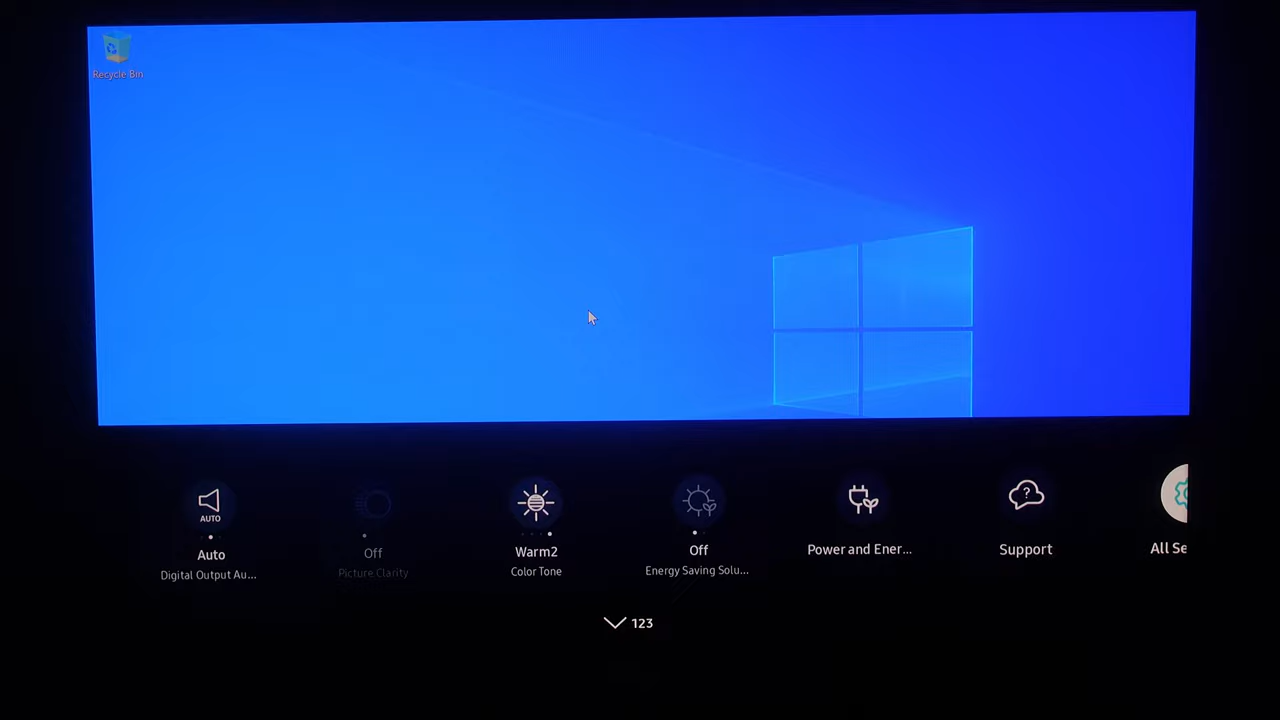 Recycle Bin
AUTO
Auto
Digital Output Au...
Off
Picture Clarity
Warm2
Color Tone
Off
Energy Saving Solu...
Power and Ener...
?
Support
All Se
123